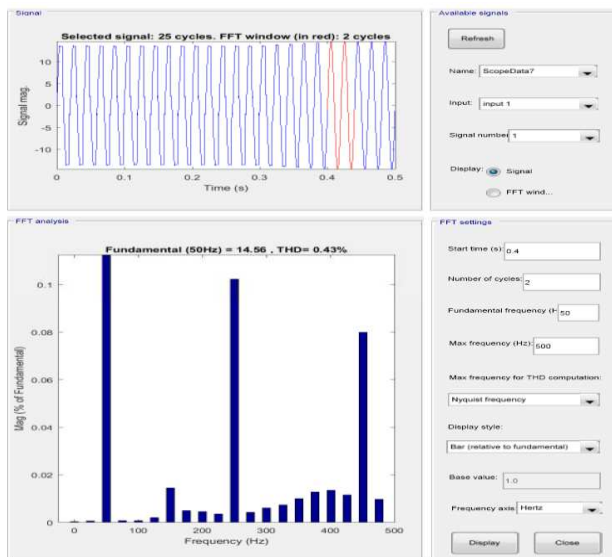 Signal
Selected signal: 25 cycles. FFT window (in red): 2 cycles
Signal mag.
10
5
0
-5
-10
0
0.1
0.2
0.3
0.4
0.5
Time (s)
Available signals
Refresh
Name: ScopeData7
Input: input 1
Signal number: 1
Display: Signal
FFT wind...
FFT analysis
Fundamental (50Hz) = 14.56 , THD= 0.43%
Mag (% of Fundamental)
0.1
0.08
0.06
0.04
0.02
0
0
100
200
300
400
500
Frequency (Hz)
FFT settings
Start time (s): 0.4
Number of cycles: 2
Fundamental frequency (H 50
Max frequency (Hz): 500
Max frequency for THD computation:
Nyquist frequency
Display style:
Bar (relative to fundamental)
Base value: 1.0
Frequency axis: Hertz
Display
Close